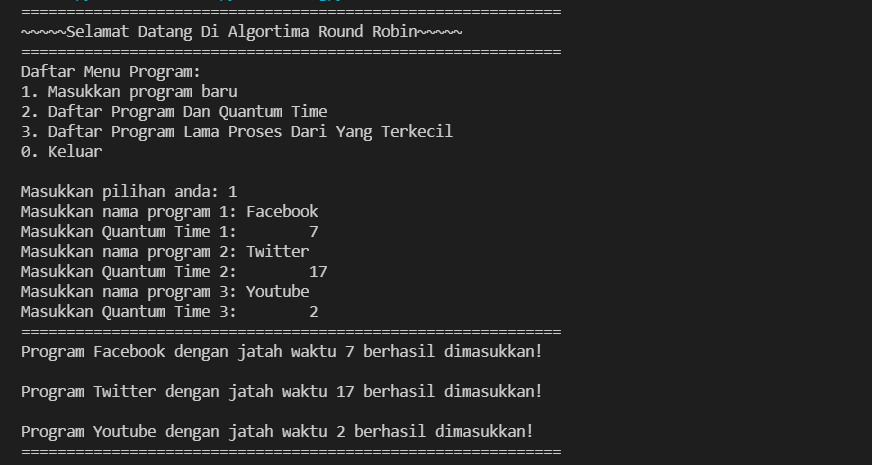 ============================================================
~~~~~Selamat Datang Di Algortima Round Robin~~~~~
============================================================
Daftar Menu Program:
1. Masukkan program baru
2. Daftar Program Dan Quantum Time
3. Daftar Program Lama Proses Dari Yang Terkecil
0. Keluar
Masukkan pilihan anda: 1
Masukkan nama program 1: Facebook
Masukkan Quantum Time 1:        7
Masukkan nama program 2: Twitter
Masukkan Quantum Time 2:        17
Masukkan nama program 3: Youtube
Masukkan Quantum Time 3:        2
============================================================
Program Facebook dengan jatah waktu 7 berhasil dimasukkan!
Program Twitter dengan jatah waktu 17 berhasil dimasukkan!
Program Youtube dengan jatah waktu 2 berhasil dimasukkan!
============================================================